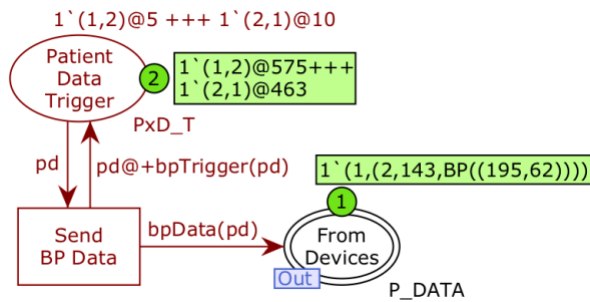 1`(1,2)@5 +++ 1`(2,1)@10
Patient
Data
Trigger
2
1`(1,2)@575+++
1`(2,1)@463
PxD_T
pd
pd@+bpTrigger(pd)
1`(1,(2,143,BP((195,62))))
1
Send
BP Data
bpData(pd)
From
Devices
Out
P_DATA